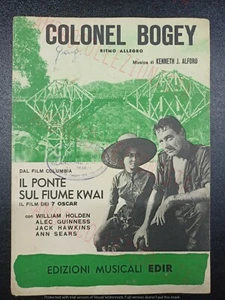 COLONEL BOGEY
RITMO ALLEGRO
Musica di KENNETH J. ALFORD
DAL FILM COLUMBIA
IL PONTE
SUL FIUME KWAI
IL FILM DEI 7 OSCAR
con
WILLIAM HOLDEN
ALEC GUINNESS
JACK HAWKINS
ANN SEARS
EDIZIONI MUSICALI EDIR